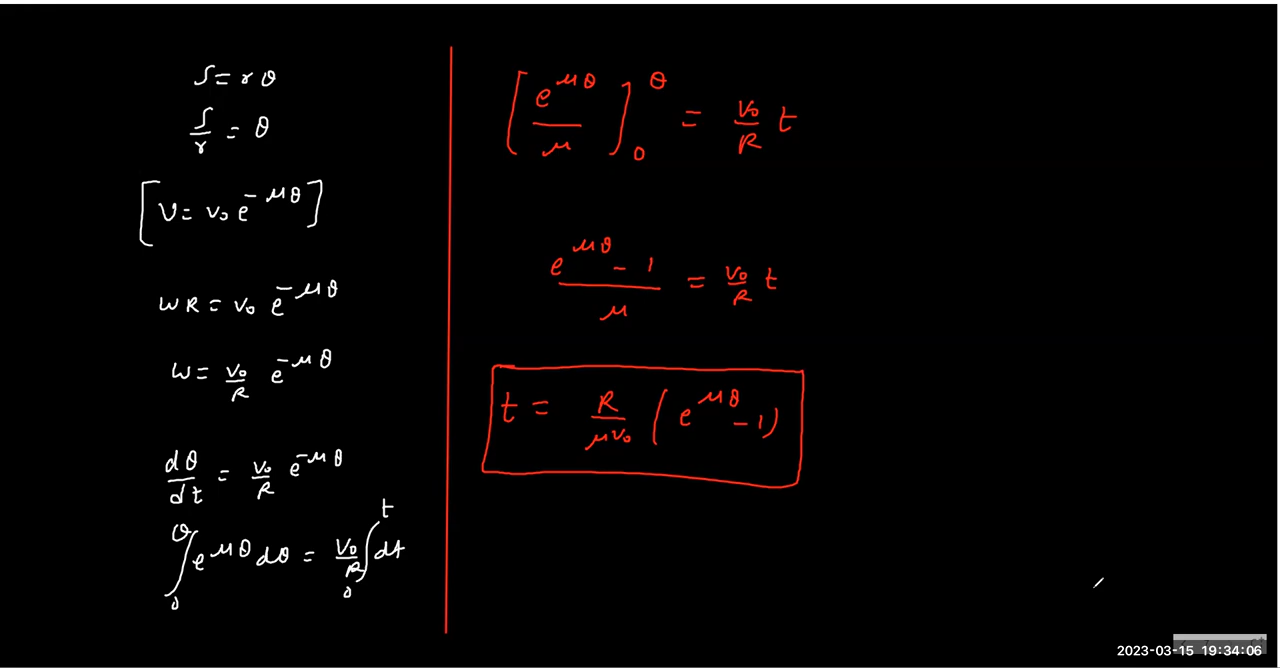 S = rθ
S/r = θ
[V = v₀ e^-μθ]
WR = v₀ e^-μθ
W = v₀/R e^-μθ
dθ/dt = v₀/R e^-μθ
∫₀^θ e^μθ dθ = v₀/R ∫₀^t dt
[e^μθ/μ]₀^θ = v₀/R t
(e^μθ - 1)/μ = v₀/R t
t = R/μv₀ (e^μθ - 1)
2023-03-15 19:34:06